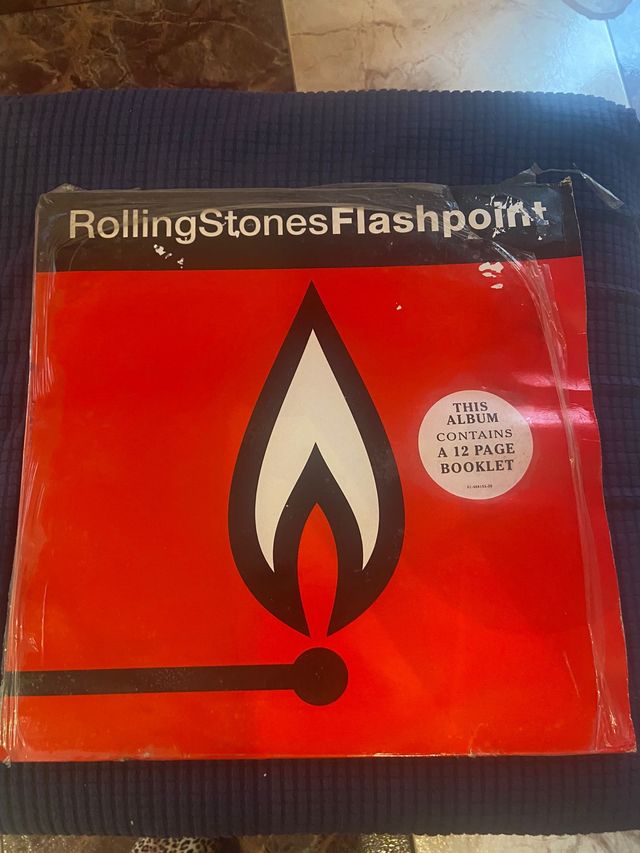 RollingStonesFlashpoint
THIS
ALBUM
CONTAINS
A 12 PAGE
BOOKLET